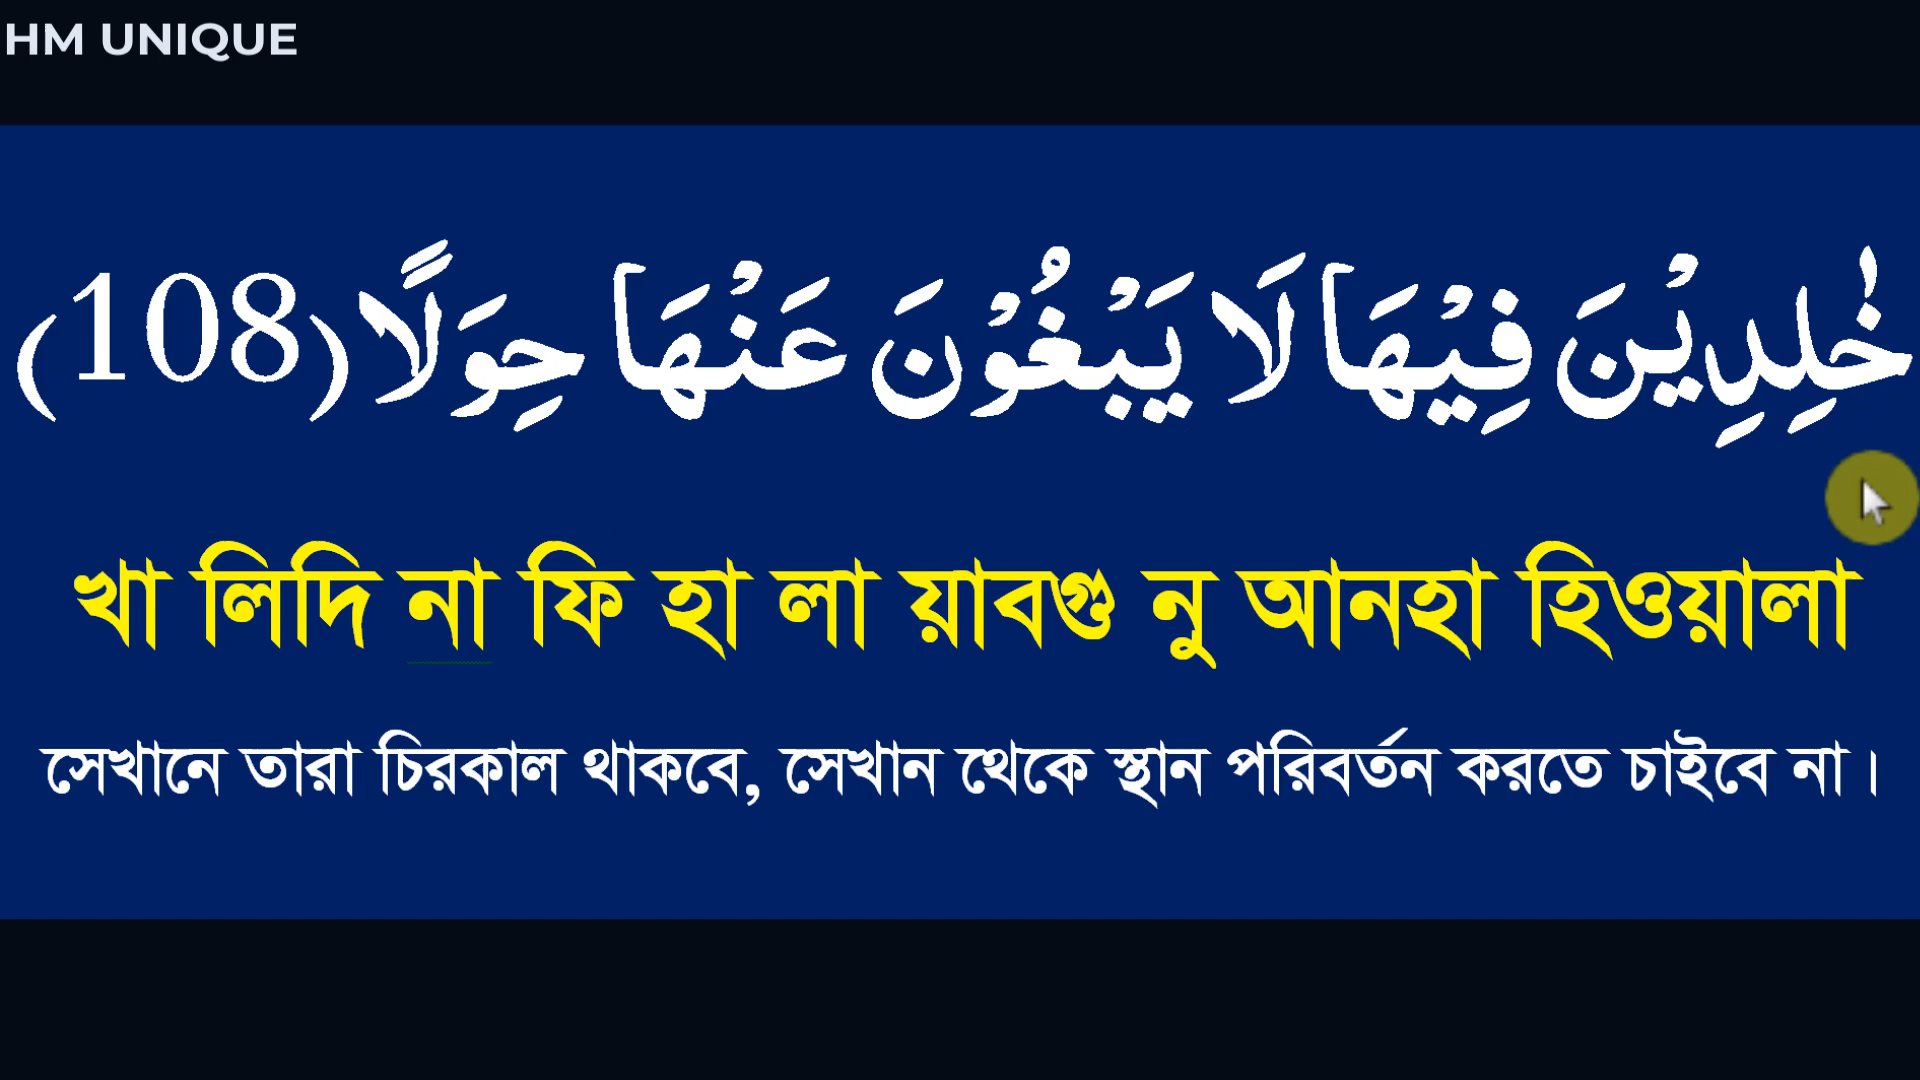 HM UNIQUE
خٰلِدِيْنَ فِيْهَا لَا يَبْغُوْنَ عَنْهَا حِوَلًا (108)
খা লিদি না ফি হা লা য়াবগু নু আনহা হিওয়ালা
সেখানে তারা চিরকাল থাকবে, সেখান থেকে স্থান পরিবর্তন করতে চাইবে না।